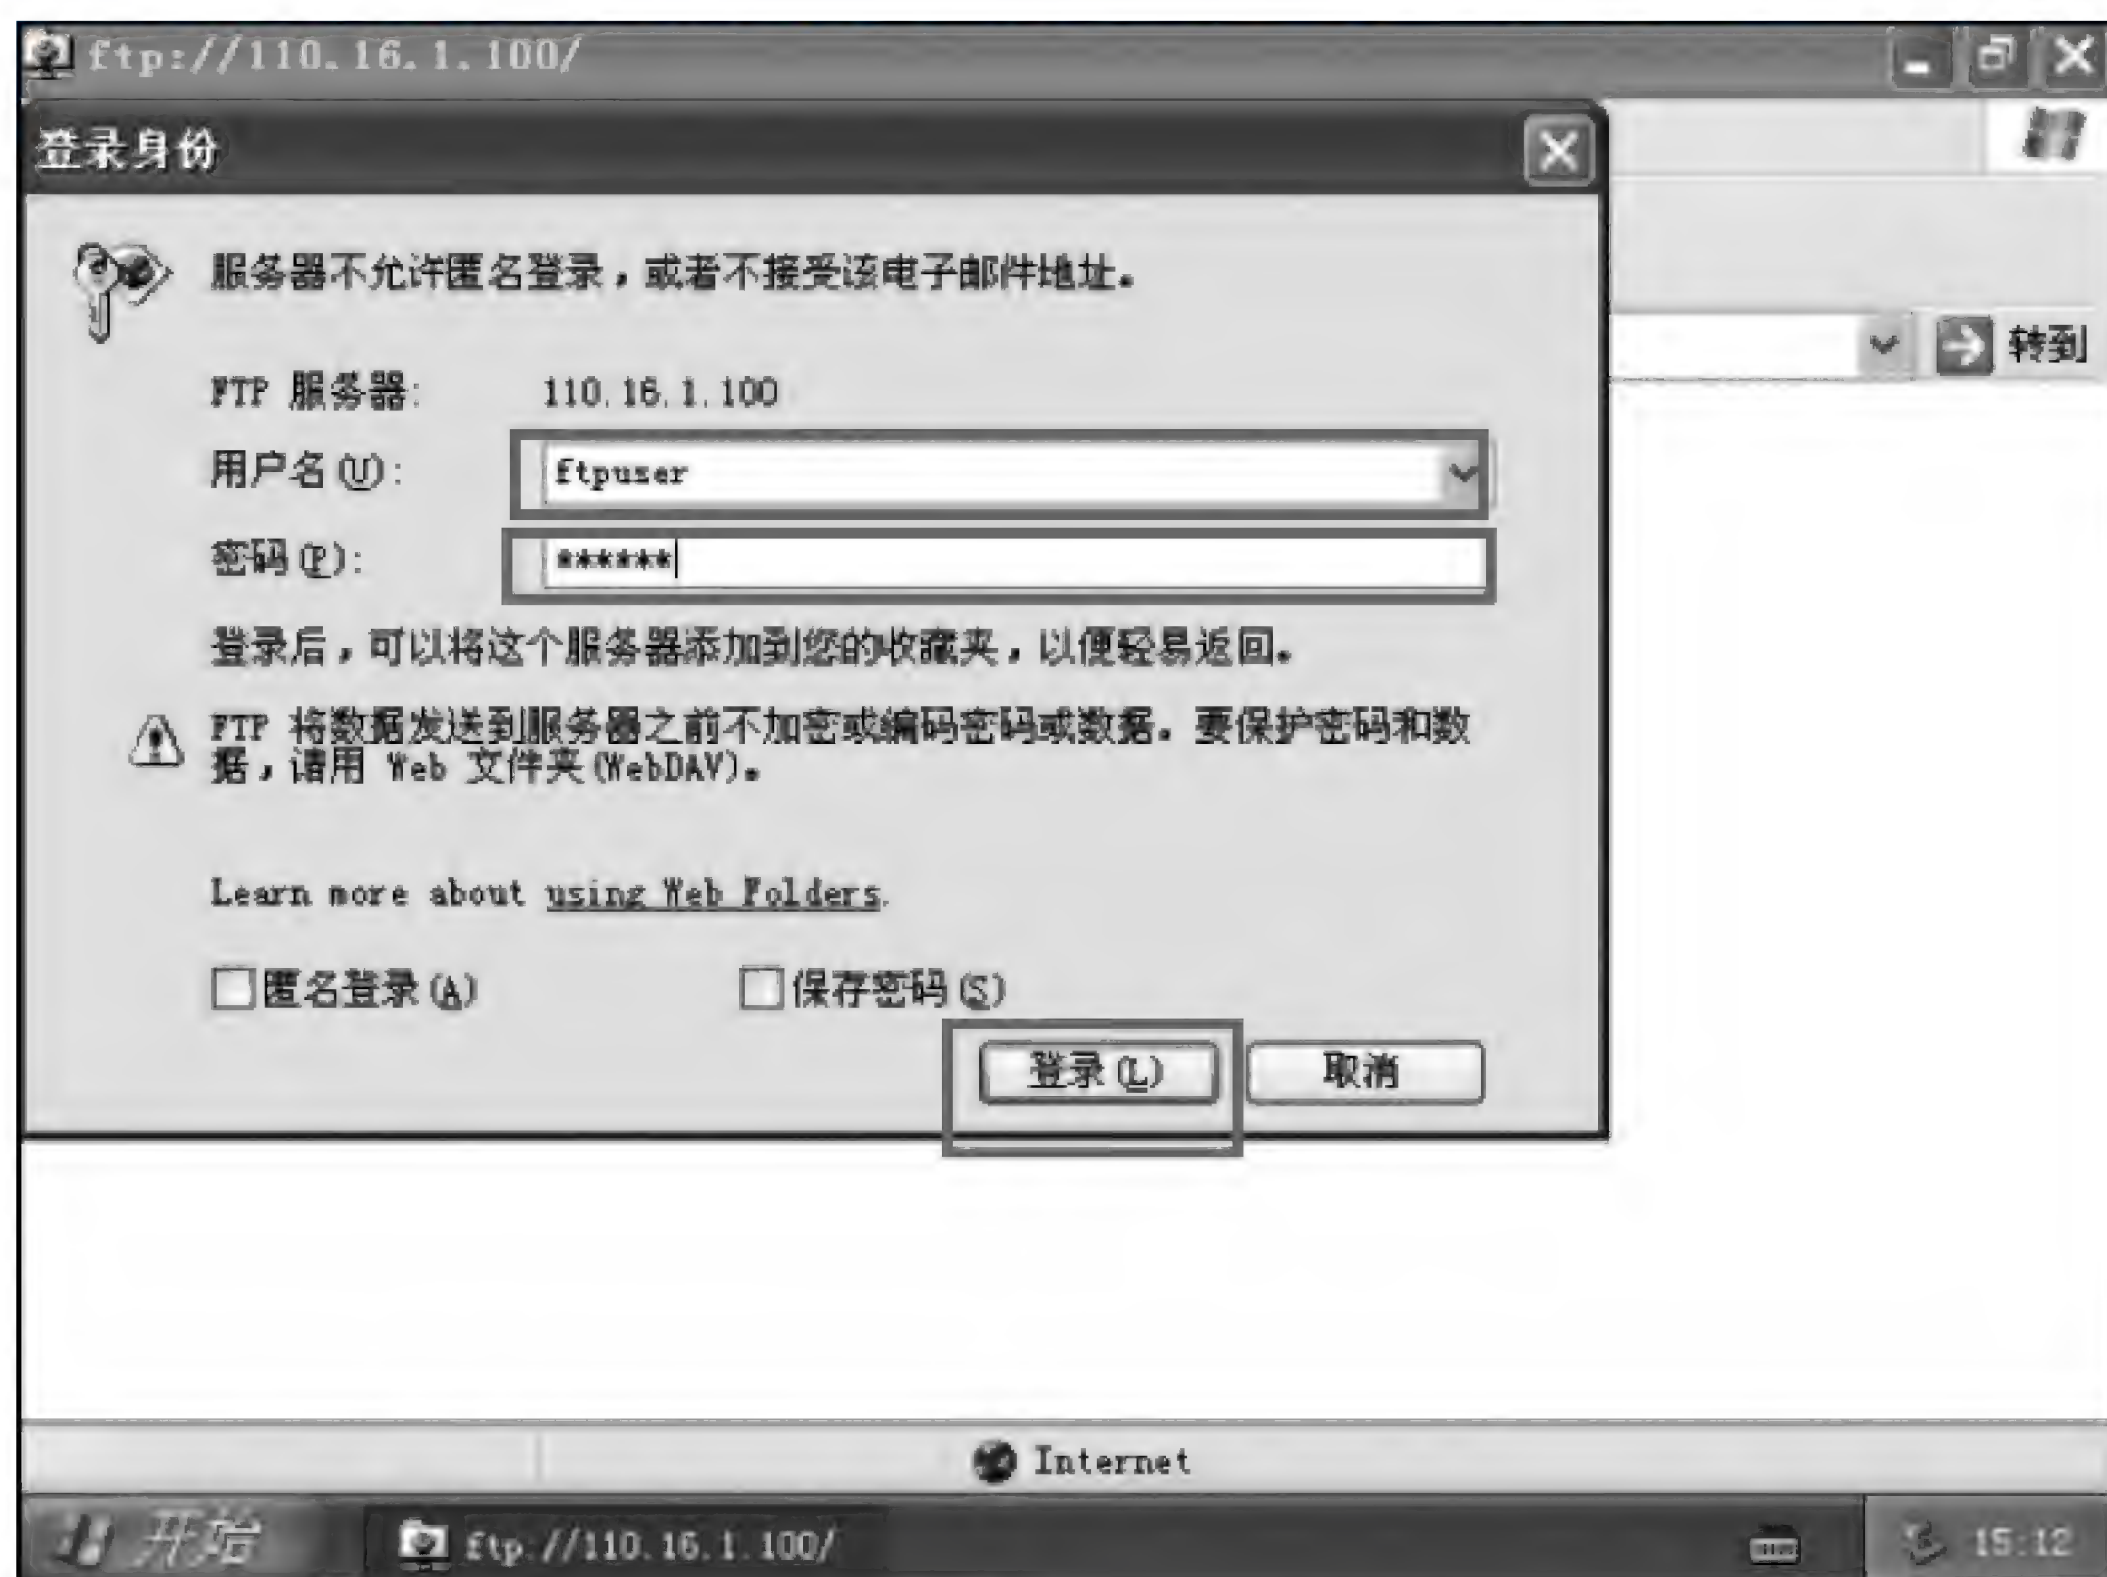 ftp://110.16.1.100/
登录身份
服务器不允许匿名登录，或者不接受该电子邮件地址。
转到
FTP 服务器: 110.16.1.100
用户名(U): ftpuser
密码(P): ******
登录后，可以将这个服务器添加到您的收藏夹，以便轻易返回。
FTP 将数据发送到服务器之前不加密或编码密码或数据。要保护密码和数
据，请用 Web 文件夹(WebDAV)。
Learn more about using Web Folders.
匿名登录(A) 保存密码(S)
登录(L) 取消
Internet
开始 ftp://110.16.1.100/ 15:12